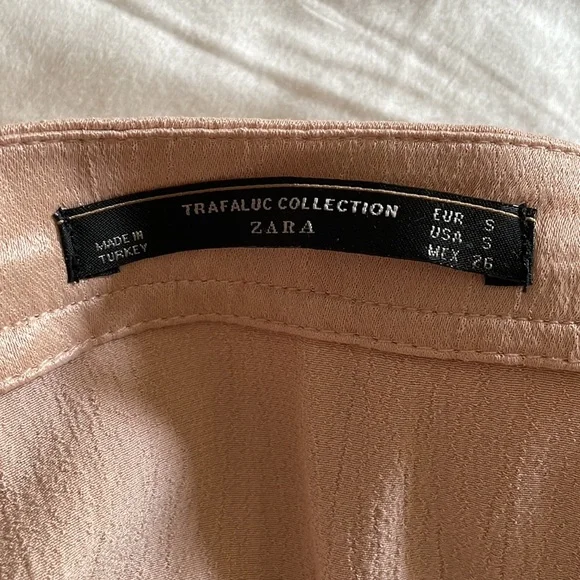 TRAFALUC COLLECTION
ZARA
MADE IN
TURKEY
EUR S
USA S
MEX 26